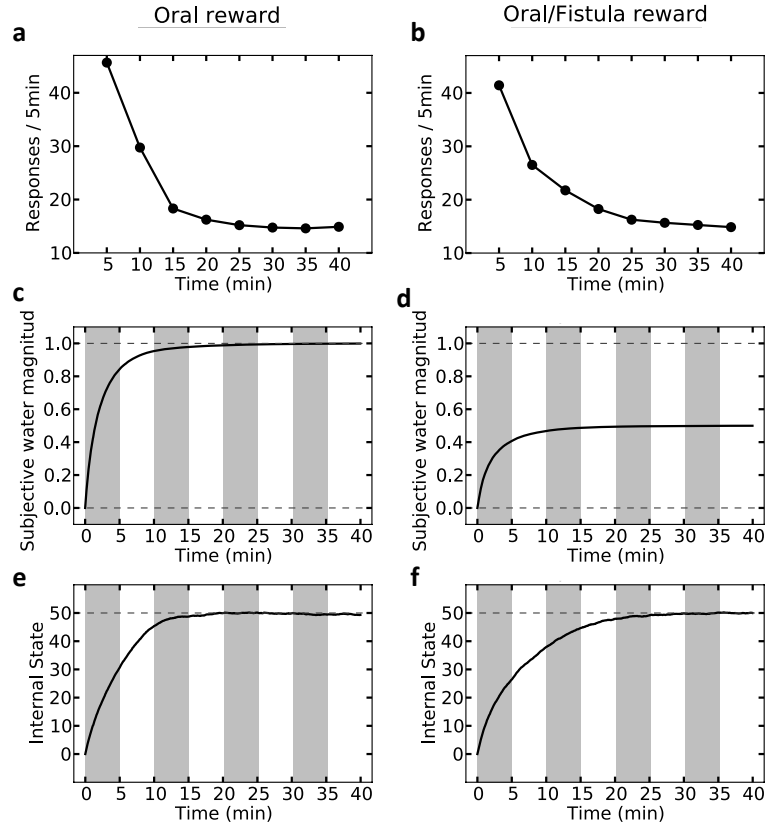 Oral reward
Oral/Fistula reward
a
Responses / 5min
40
30
20
10
5 10 15 20 25 30 35 40
Time (min)
b
Responses / 5min
40
30
20
10
5 10 15 20 25 30 35 40
Time (min)
c
Subjective water magnitud
1.0
0.8
0.6
0.4
0.2
0.0
0 5 10 15 20 25 30 35 40
Time (min)
d
Subjective water magnitud
1.0
0.8
0.6
0.4
0.2
0.0
0 5 10 15 20 25 30 35 40
Time (min)
e
Internal State
50
40
30
20
10
0
0 5 10 15 20 25 30 35 40
Time (min)
f
Internal State
50
40
30
20
10
0
0 5 10 15 20 25 30 35 40
Time (min)